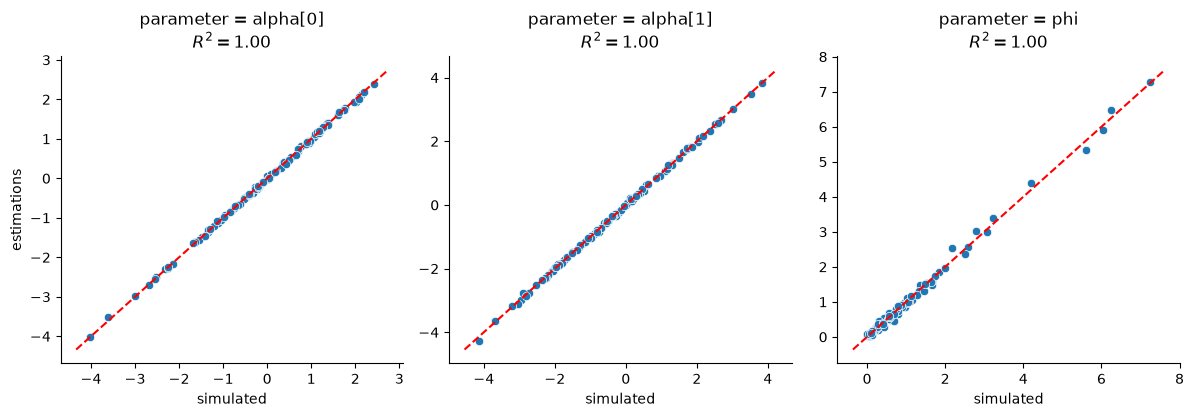 parameter = alpha[0]
R² = 1.00
parameter = alpha[1]
R² = 1.00
parameter = phi
R² = 1.00
estimations
3
2
1
0
−1
−2
−3
−4
−4 −3 −2 −1 0 1 2 3
simulated
4
2
0
−2
−4
−4 −2 0 2 4
simulated
8
7
6
5
4
3
2
1
0
0 2 4 6 8
simulated